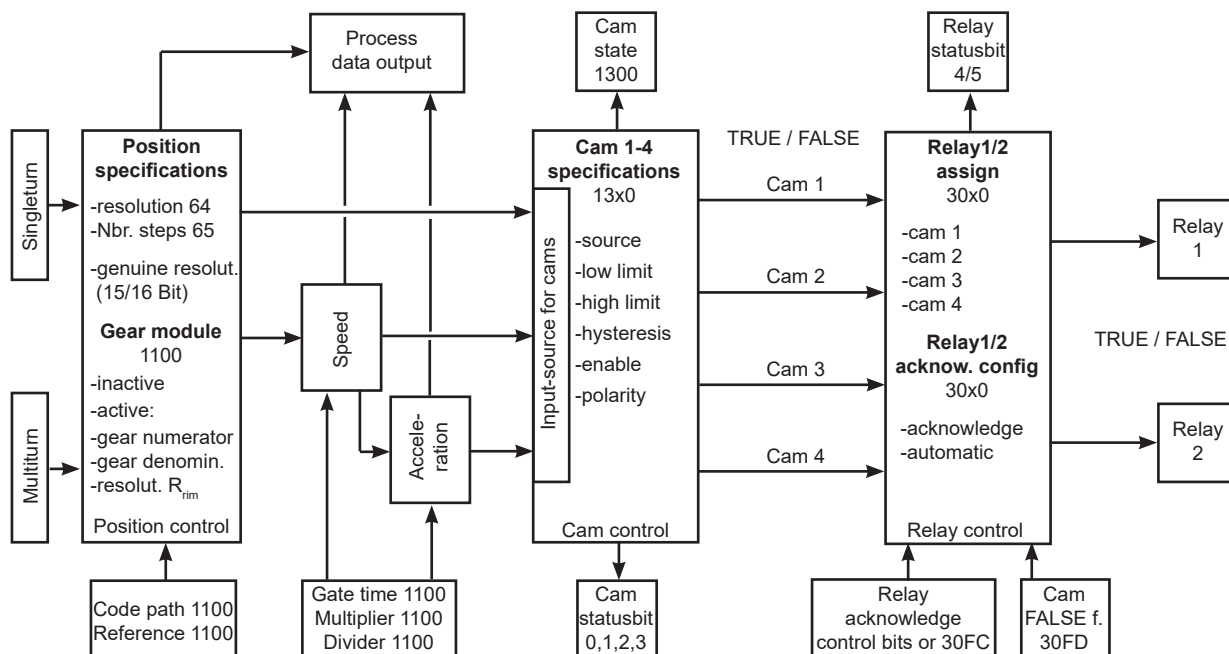 Process
data output
Cam
state
1300
Relay
statusbit
4/5
Singleturn
Multiturn
Position
specifications
-resolution 64
-Nbr. steps 65
-genuine resolut.
(15/16 Bit)
Gear module
1100
-inactive
-active:
-gear numerator
-gear denomin.
-resolut. Rrim
Position control
Code path 1100
Reference 1100
Speed
Accele-
ration
Gate time 1100
Multiplier 1100
Divider 1100
Input-source for cams
Cam 1-4
specifications
13x0
-source
-low limit
-high limit
-hysteresis
-enable
-polarity
Cam control
Cam
statusbit
0,1,2,3
TRUE / FALSE
Cam 1
Cam 2
Cam 3
Cam 4
Relay1/2
assign
30x0
-cam 1
-cam 2
-cam 3
-cam 4
Relay1/2
acknow. config
30x0
-acknowledge
-automatic
Relay control
Relay
acknowledge
control bits or 30FC
Cam
FALSE f.
30FD
Relay
1
TRUE / FALSE
Relay
2